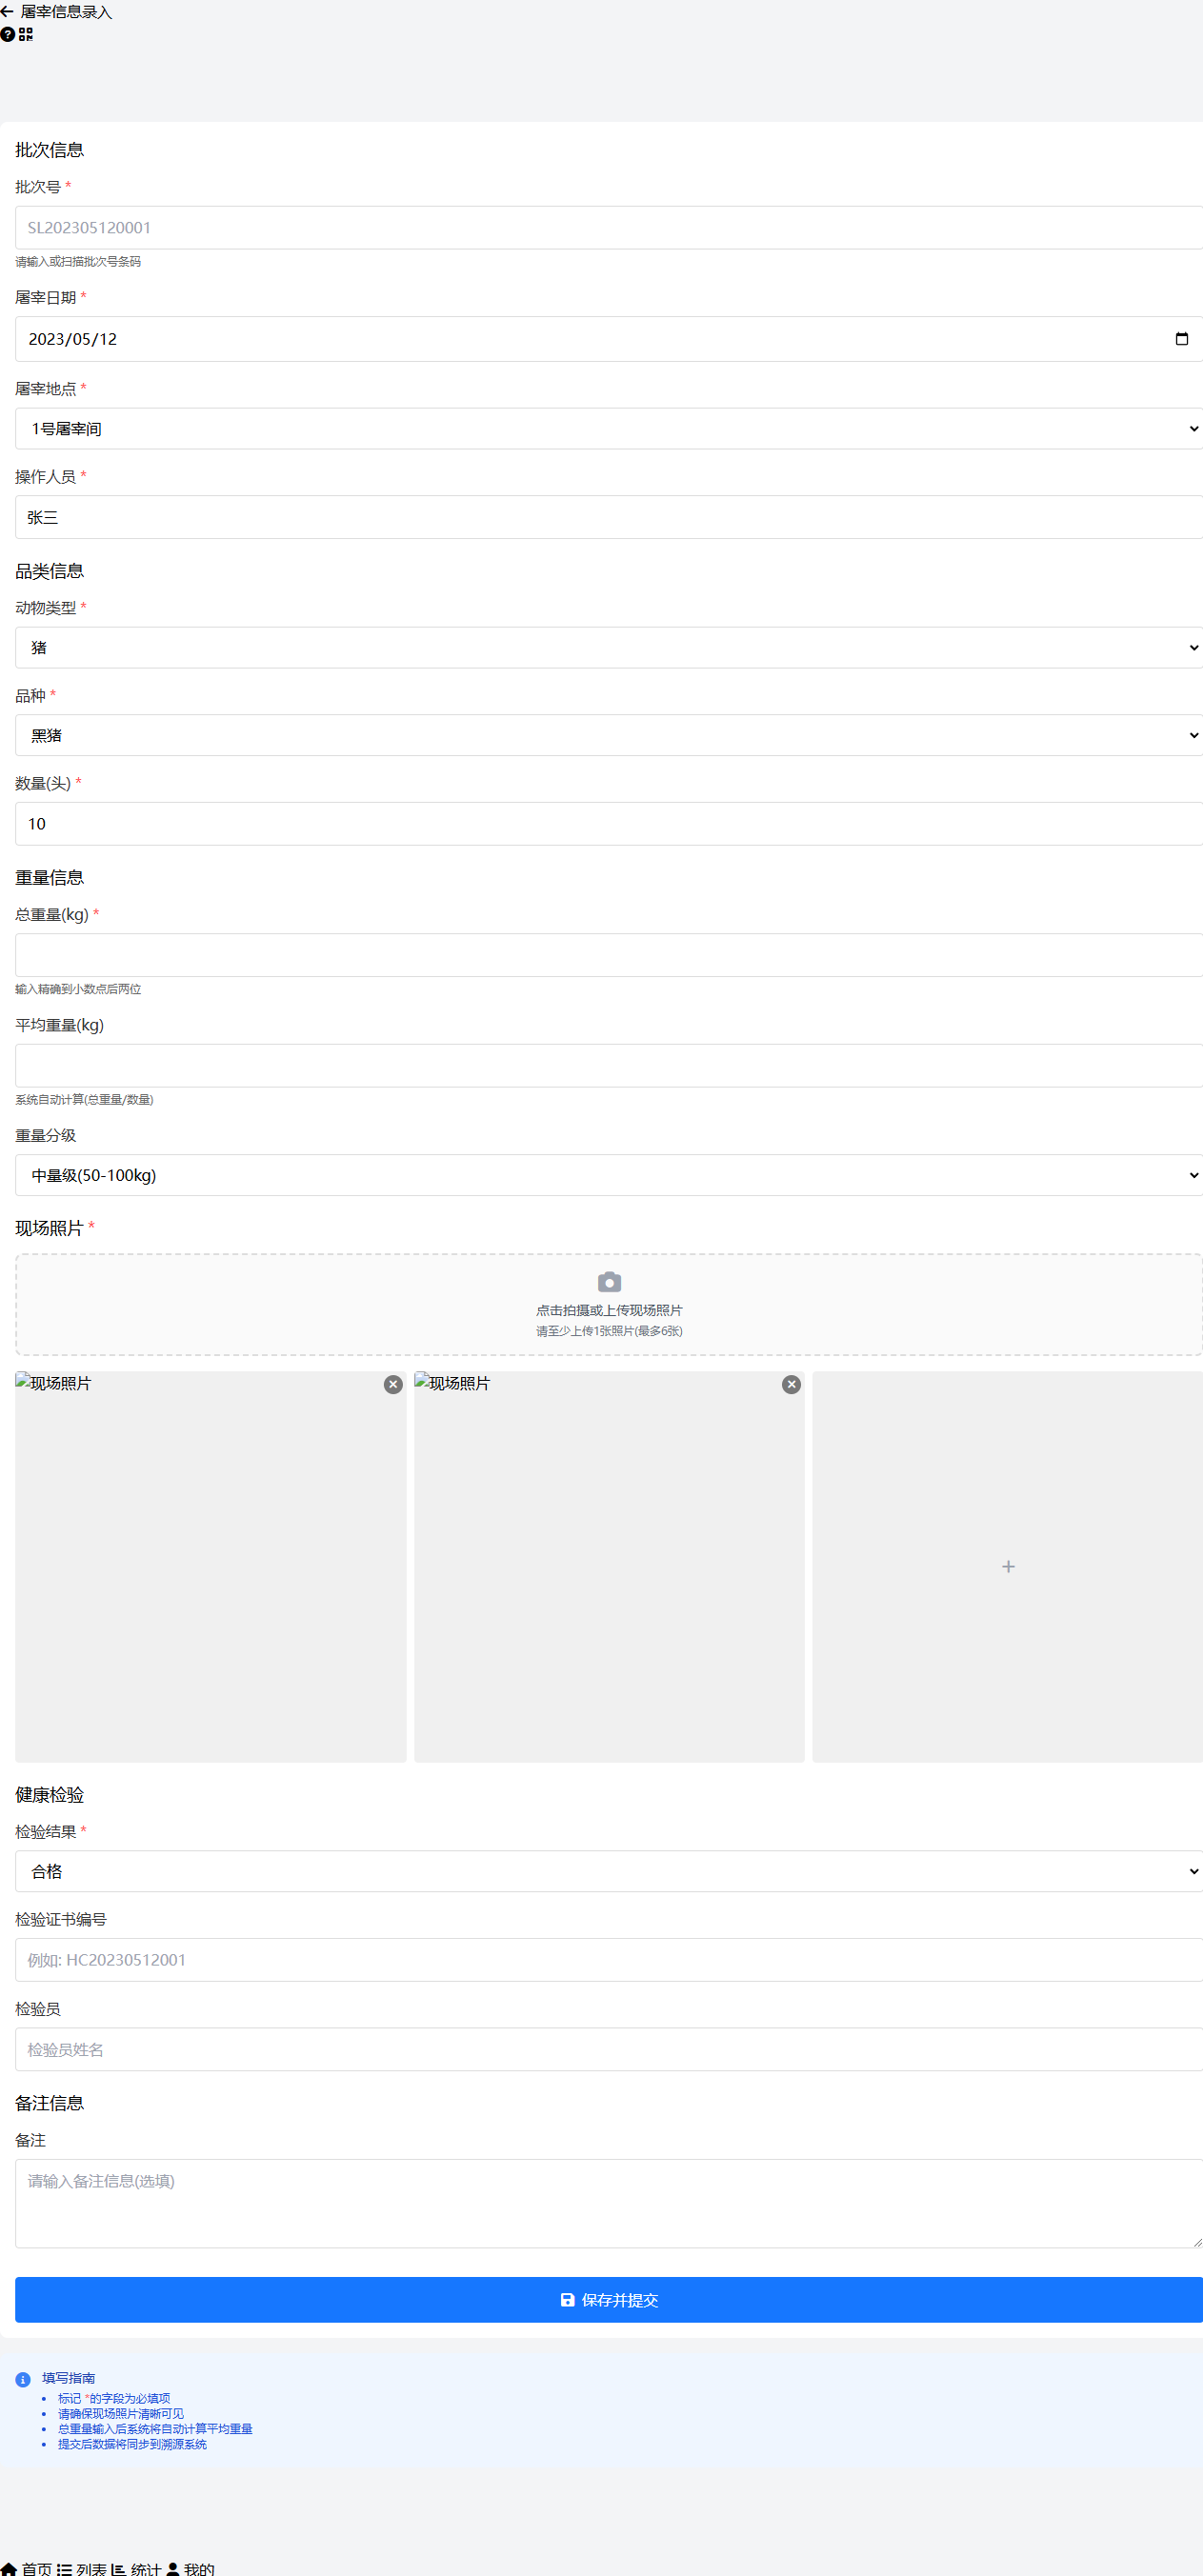 屠宰信息录入
批次信息
批次号 *
SL202305120001
请输入或扫描批次号条码
屠宰日期 *
2023/05/12
屠宰地点 *
1号屠宰间
操作人员 *
张三
品类信息
动物类型 *
猪
品种 *
黑猪
数量(头) *
10
重量信息
总重量(kg) *
输入精确到小数点后两位
平均重量(kg)
系统自动计算(总重量/数量)
重量分级
中量级(50-100kg)
现场照片 *
点击拍摄或上传现场照片
请至少上传1张照片(最多6张)
现场照片 现场照片
健康检验
检验结果 *
合格
检验证书编号
例如: HC20230512001
检验员
检验员姓名
备注信息
备注
请输入备注信息(选填)
保存并提交
填写指南
标记 *的字段为必填项
请确保现场照片清晰可见
总重量输入后系统将自动计算平均重量
提交后数据将同步到溯源系统
首页 列表 统计 我的